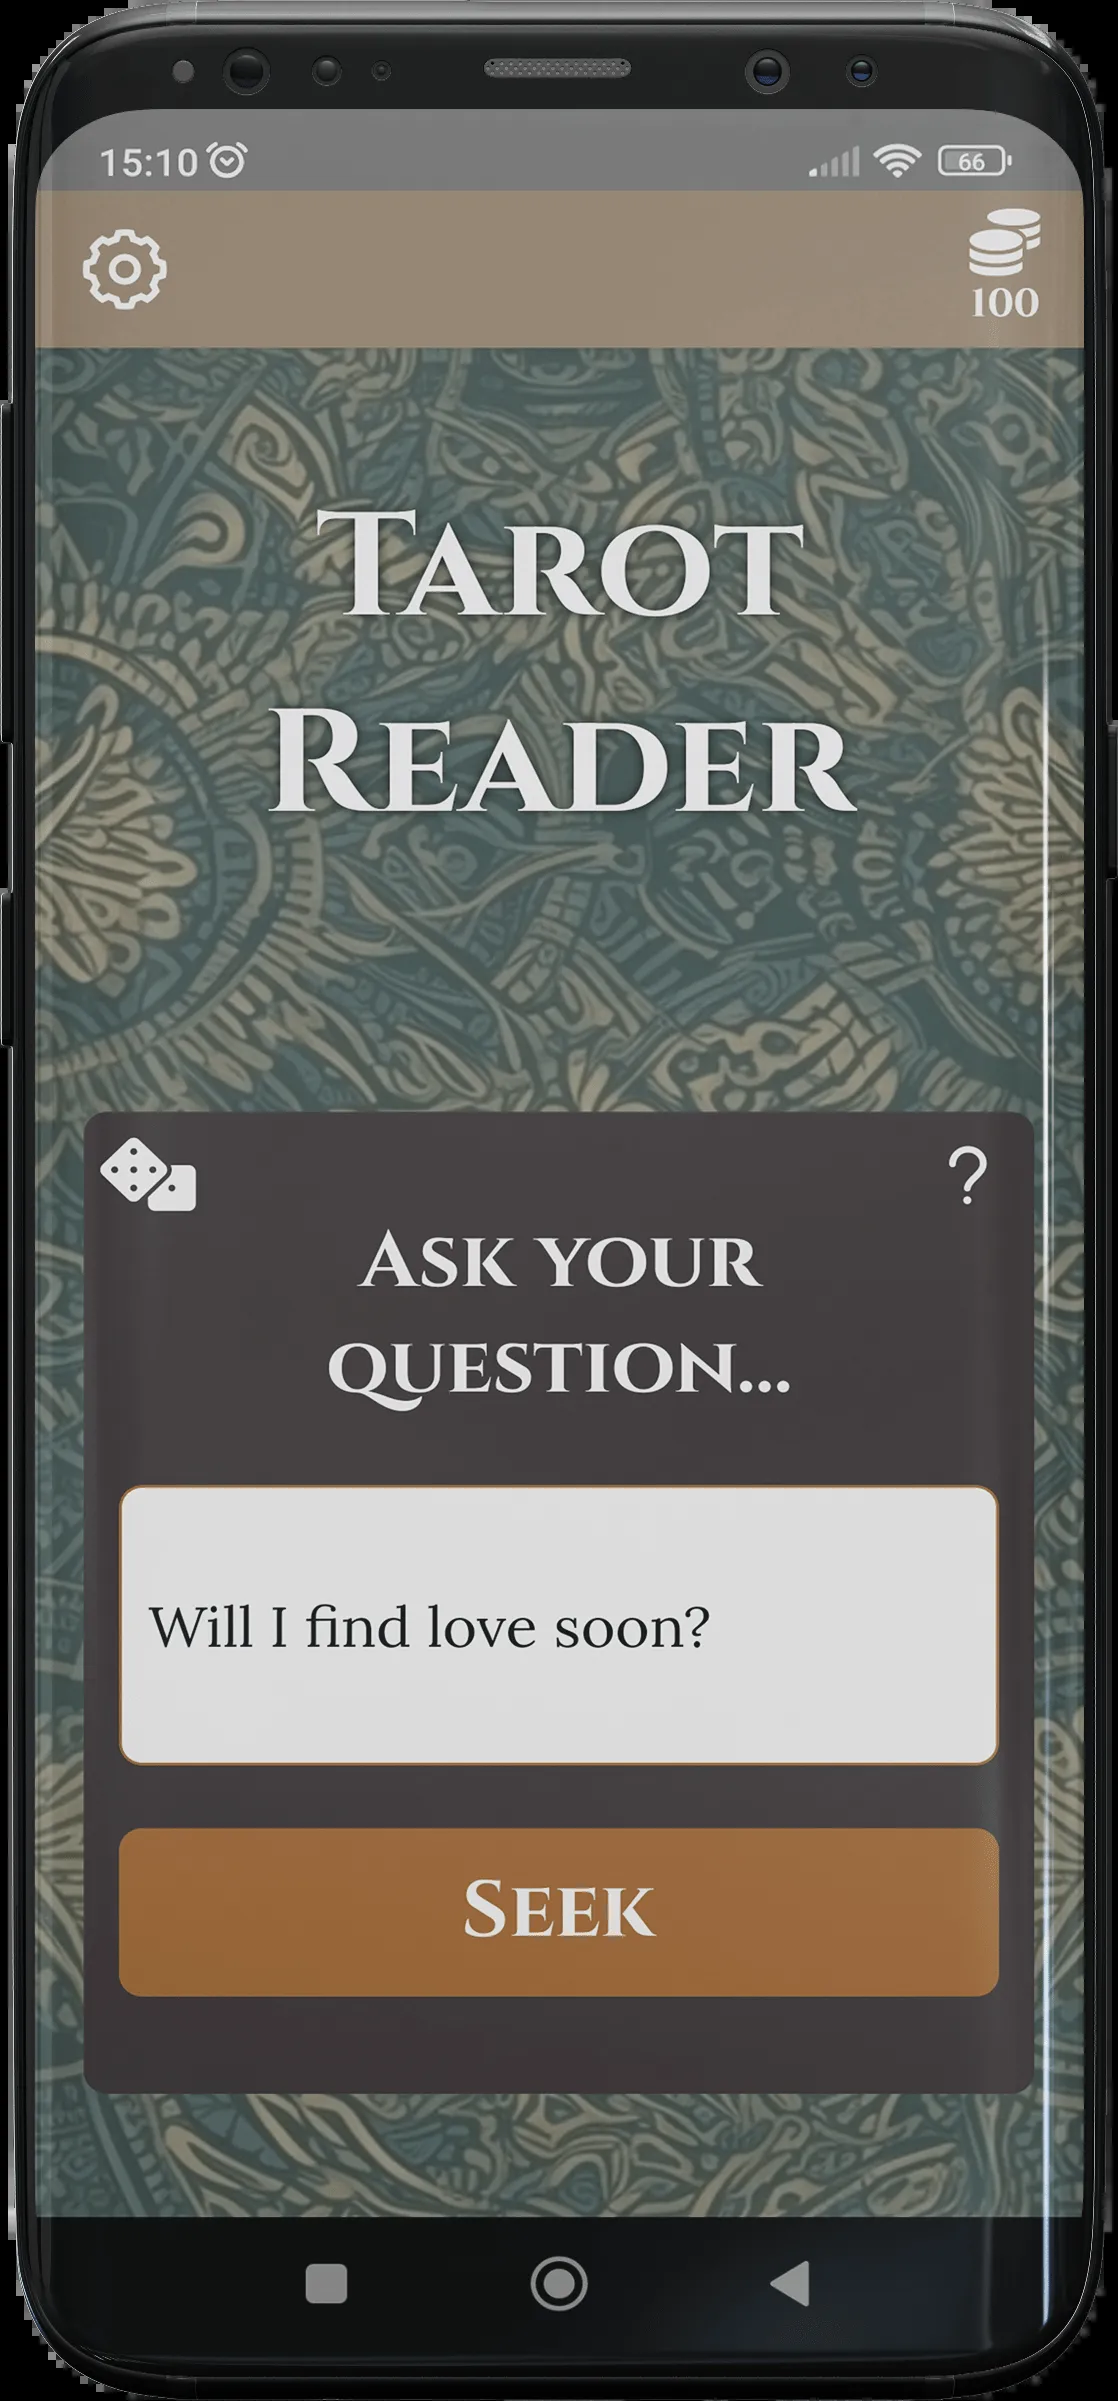 15:10
66
100
Tarot
Reader
?
Ask your
question...
Will I find love soon?
Seek